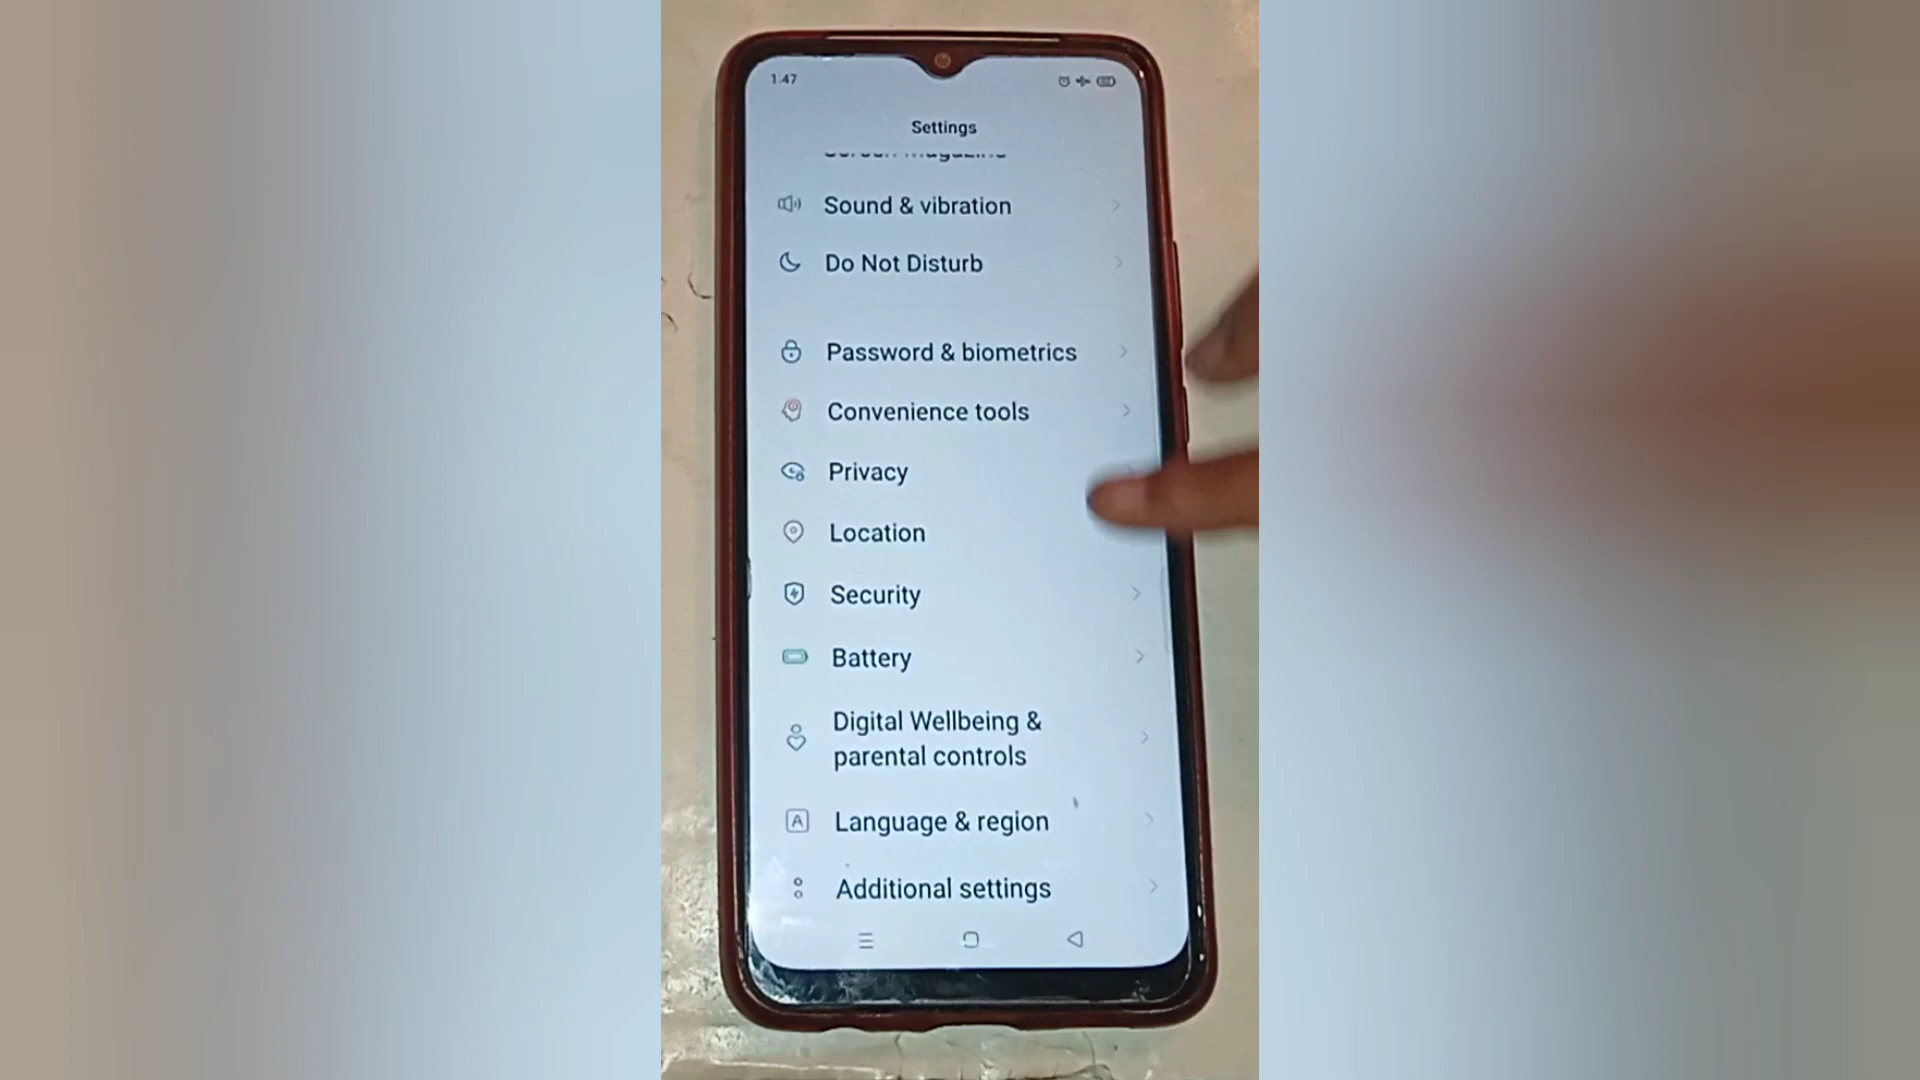 1:47
Settings
Sound & vibration
Do Not Disturb
Password & biometrics
Convenience tools
Privacy
Location
Security
Battery
Digital Wellbeing &
parental controls
A
Language & region
Additional settings